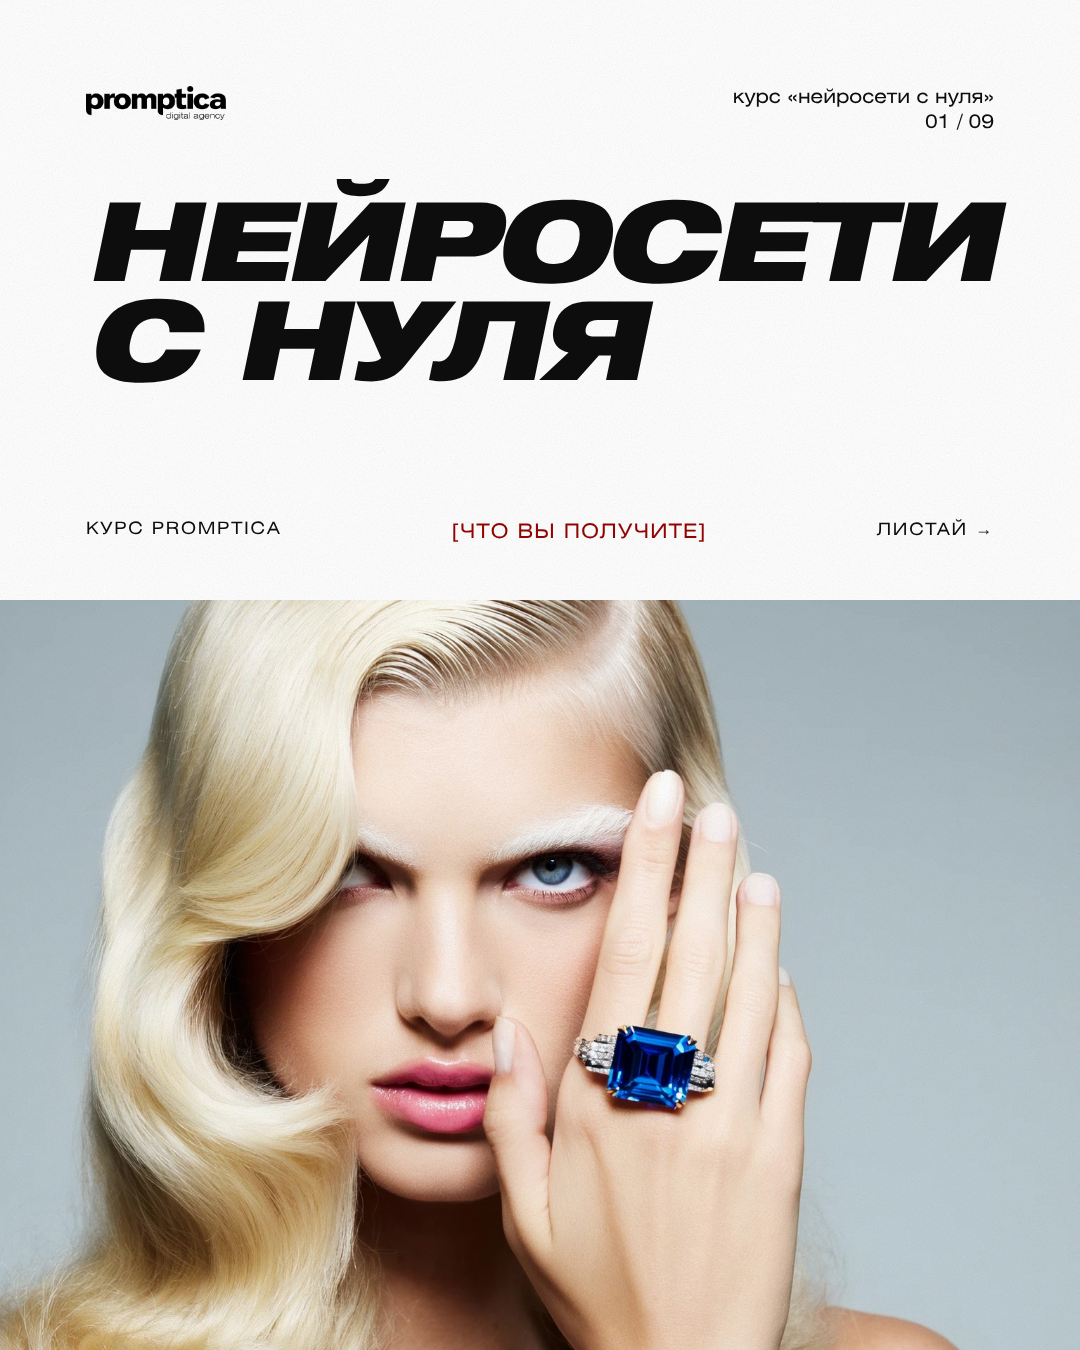 promptica
digital agency
курс «нейросети с нуля»
01 / 09
НЕЙРОСЕТИ
С НУЛЯ
КУРС PROMPTICA
[ЧТО ВЫ ПОЛУЧИТЕ]
ЛИСТАЙ →